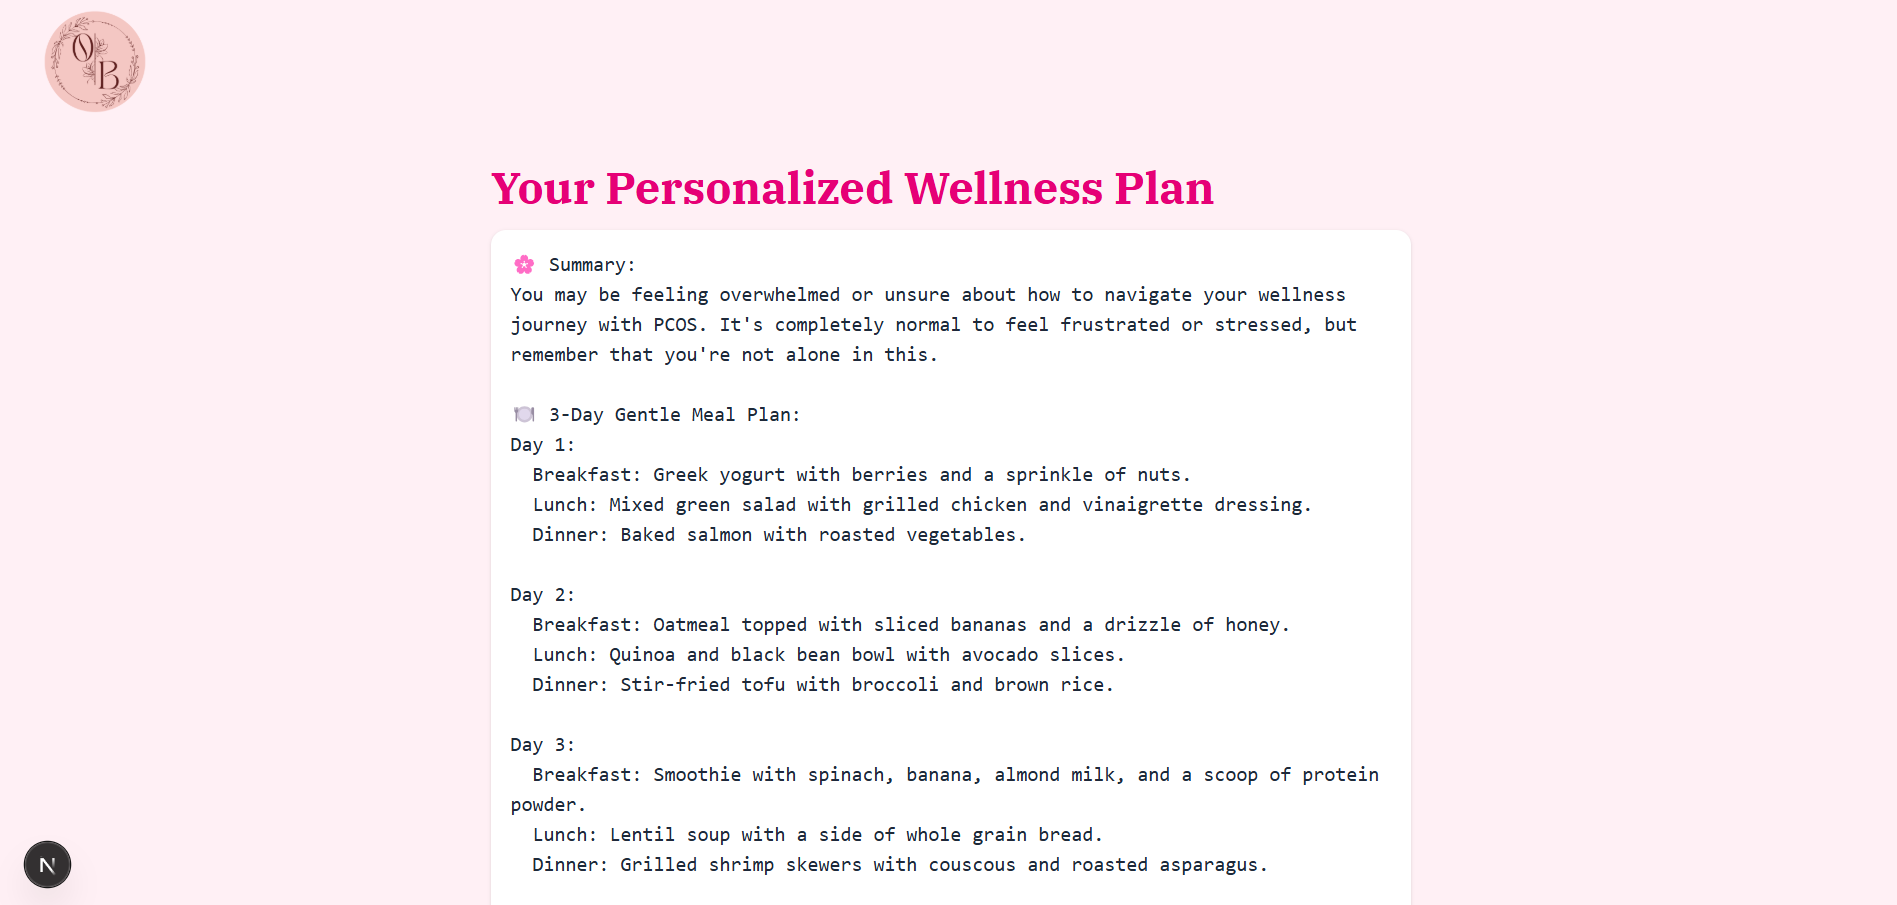 O
B
Your Personalized Wellness Plan
🌸 Summary:
You may be feeling overwhelmed or unsure about how to navigate your wellness
journey with PCOS. It's completely normal to feel frustrated or stressed, but
remember that you're not alone in this.
🍽️ 3-Day Gentle Meal Plan:
Day 1:
Breakfast: Greek yogurt with berries and a sprinkle of nuts.
Lunch: Mixed green salad with grilled chicken and vinaigrette dressing.
Dinner: Baked salmon with roasted vegetables.
Day 2:
Breakfast: Oatmeal topped with sliced bananas and a drizzle of honey.
Lunch: Quinoa and black bean bowl with avocado slices.
Dinner: Stir-fried tofu with broccoli and brown rice.
Day 3:
Breakfast: Smoothie with spinach, banana, almond milk, and a scoop of protein
powder.
Lunch: Lentil soup with a side of whole grain bread.
Dinner: Grilled shrimp skewers with couscous and roasted asparagus.
N